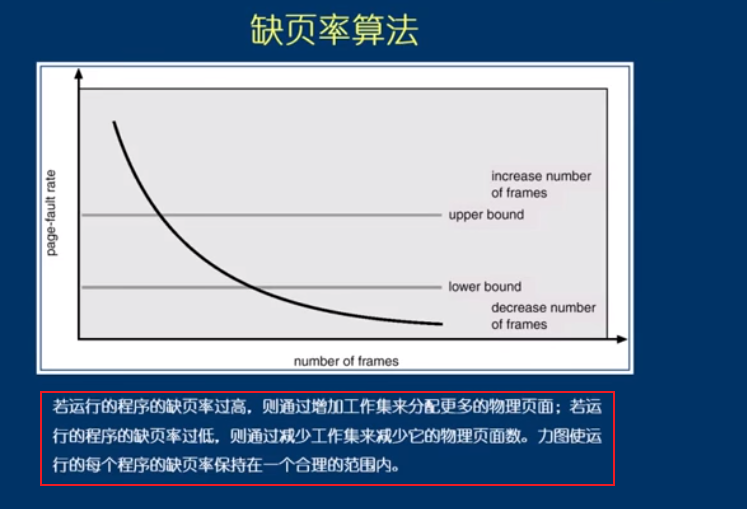 缺页率算法
page-fault rate
increase number
of frames
upper bound
lower bound
decrease number
of frames
number of frames
若运行的程序的缺页率过高，则通过增加工作集来分配更多的物理页面；若运
行的程序的缺页率过低，则通过减少工作集来减少它的物理页面数。力图使运
行的每个程序的缺页率保持在一个合理的范围内。